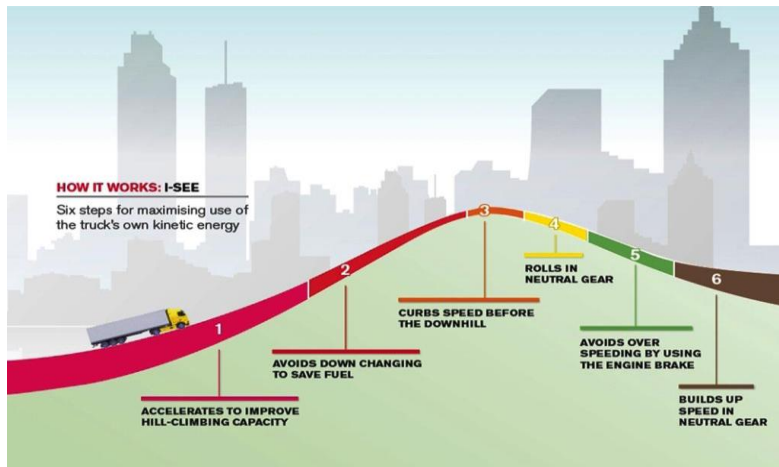 HOW IT WORKS: I-SEE
Six steps for maximising use of
the truck's own kinetic energy
1
ACCELERATES TO IMPROVE
HILL-CLIMBING CAPACITY
2
AVOIDS DOWN CHANGING
TO SAVE FUEL
3
CURBS SPEED BEFORE
THE DOWNHILL
4
ROLLS IN
NEUTRAL GEAR
5
AVOIDS OVER
SPEEDING BY USING
THE ENGINE BRAKE
6
BUILDS UP
SPEED IN
NEUTRAL GEAR